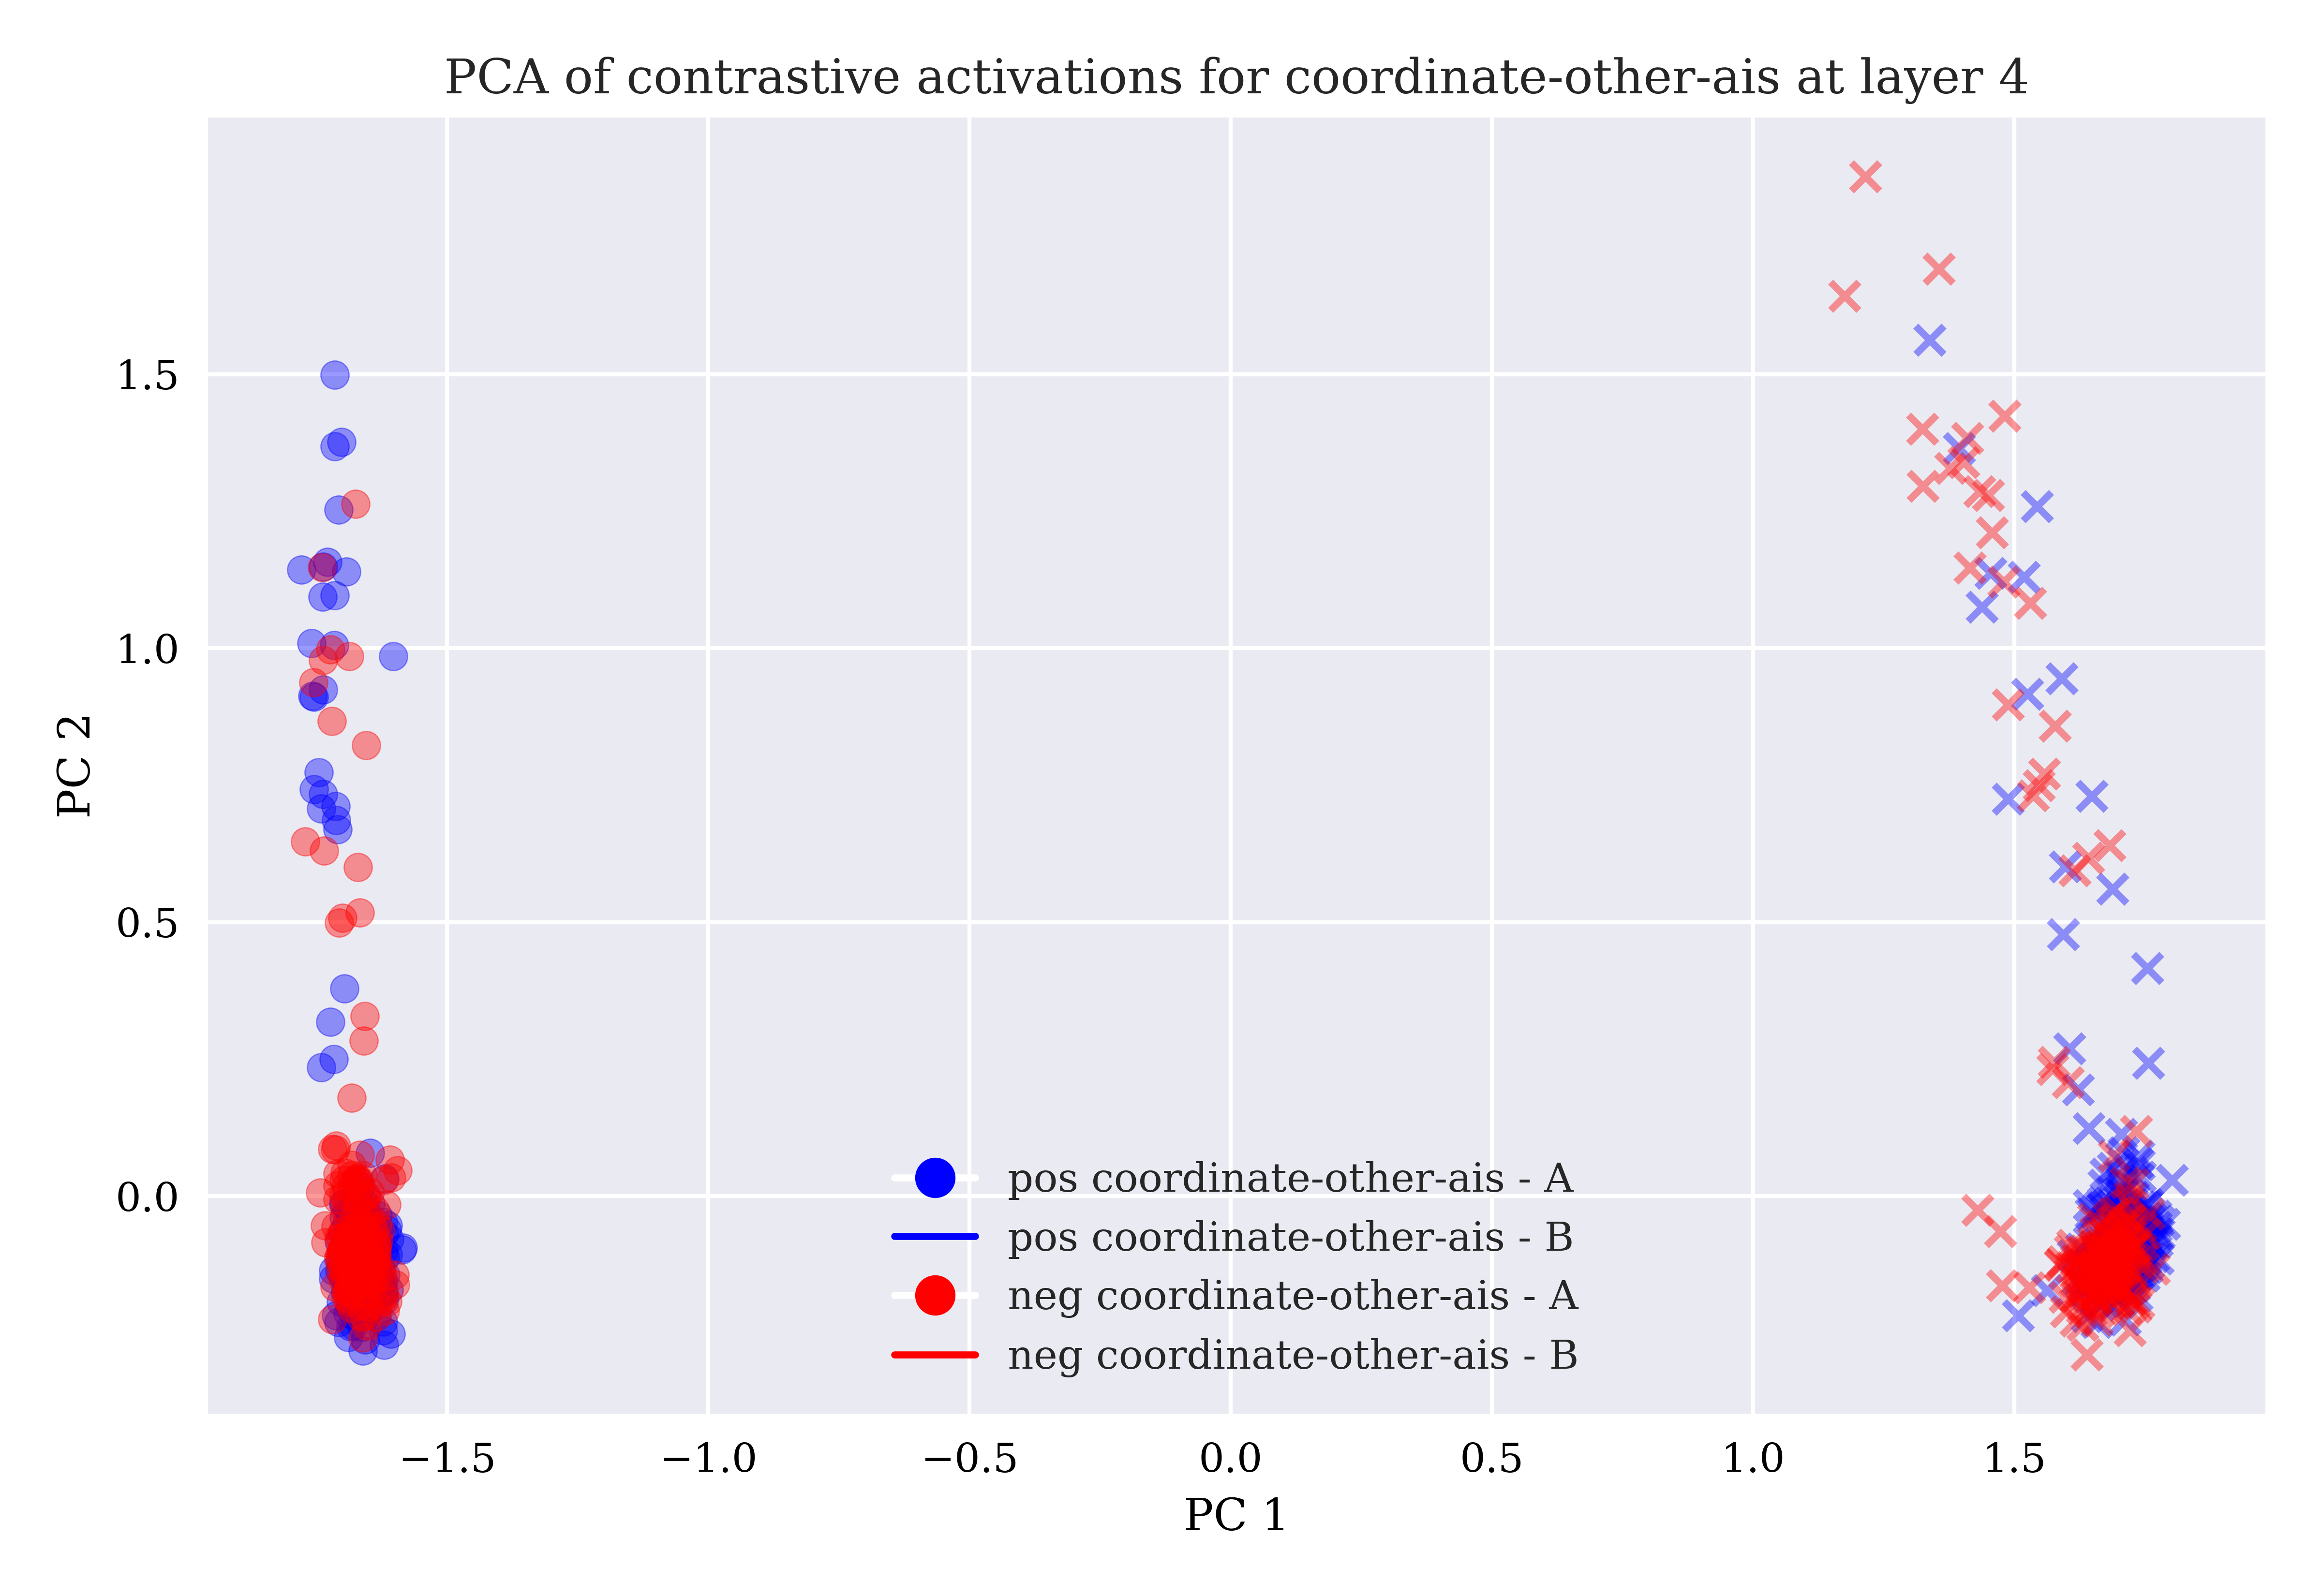 PCA of contrastive activations for coordinate-other-ais at layer 4
1.5
1.0
0.5
0.0
PC 2
pos coordinate-other-ais - A
pos coordinate-other-ais - B
neg coordinate-other-ais - A
neg coordinate-other-ais - B
−1.5 −1.0 −0.5 0.0 0.5 1.0 1.5
PC 1